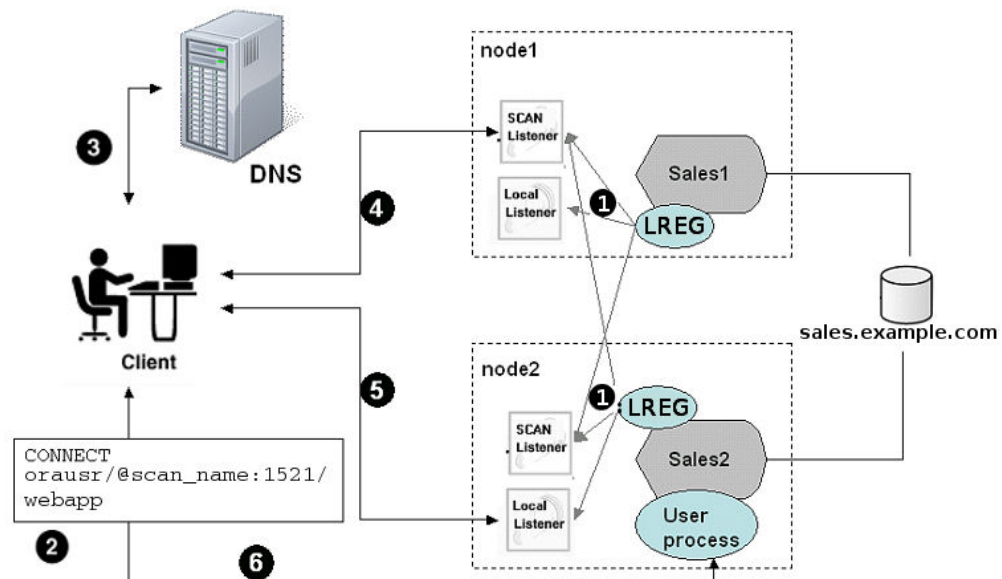 node1
SCAN
Listener
Local
Listener
1
Sales1
LREG
DNS
3
4
Client
sales.example.com
5
node2
1
LREG
SCAN
Listener
Sales2
Local
Listener
User
process
CONNECT
orausr/@scan_name:1521/
webapp
2
6